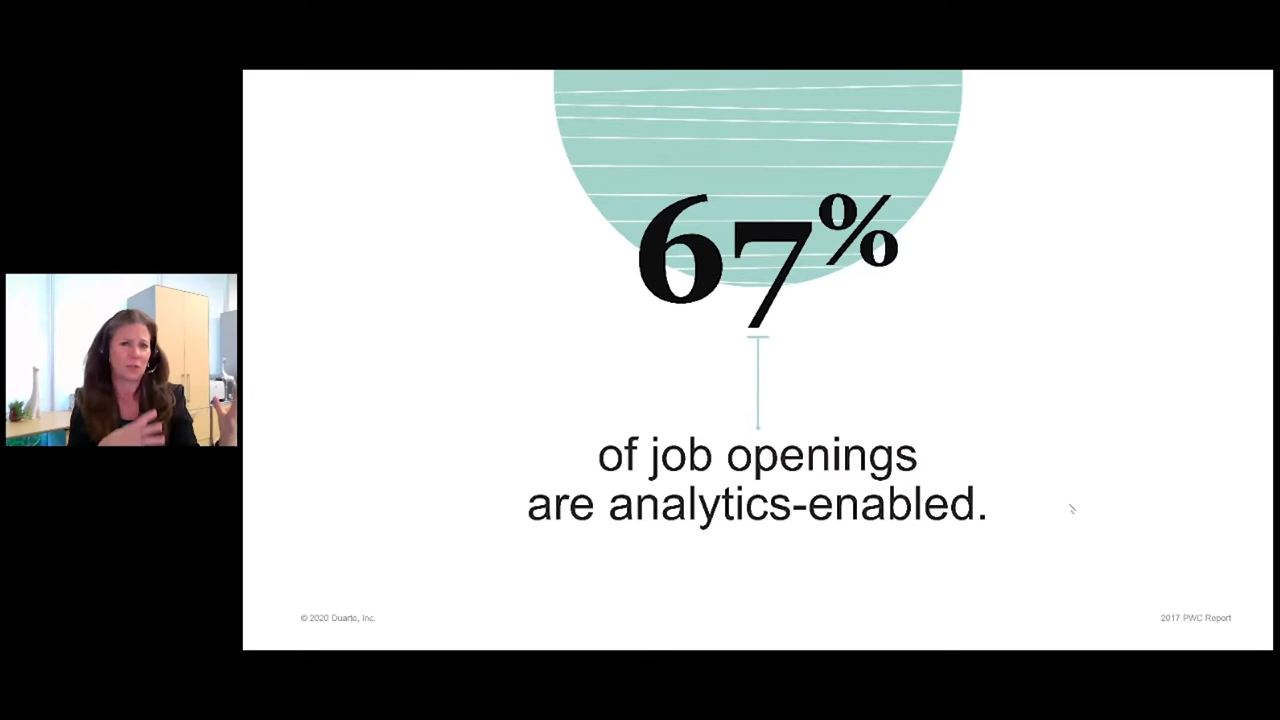 67%
of job openings
are analytics-enabled.
© 2020 Duarte, Inc.
2017 PWC Report